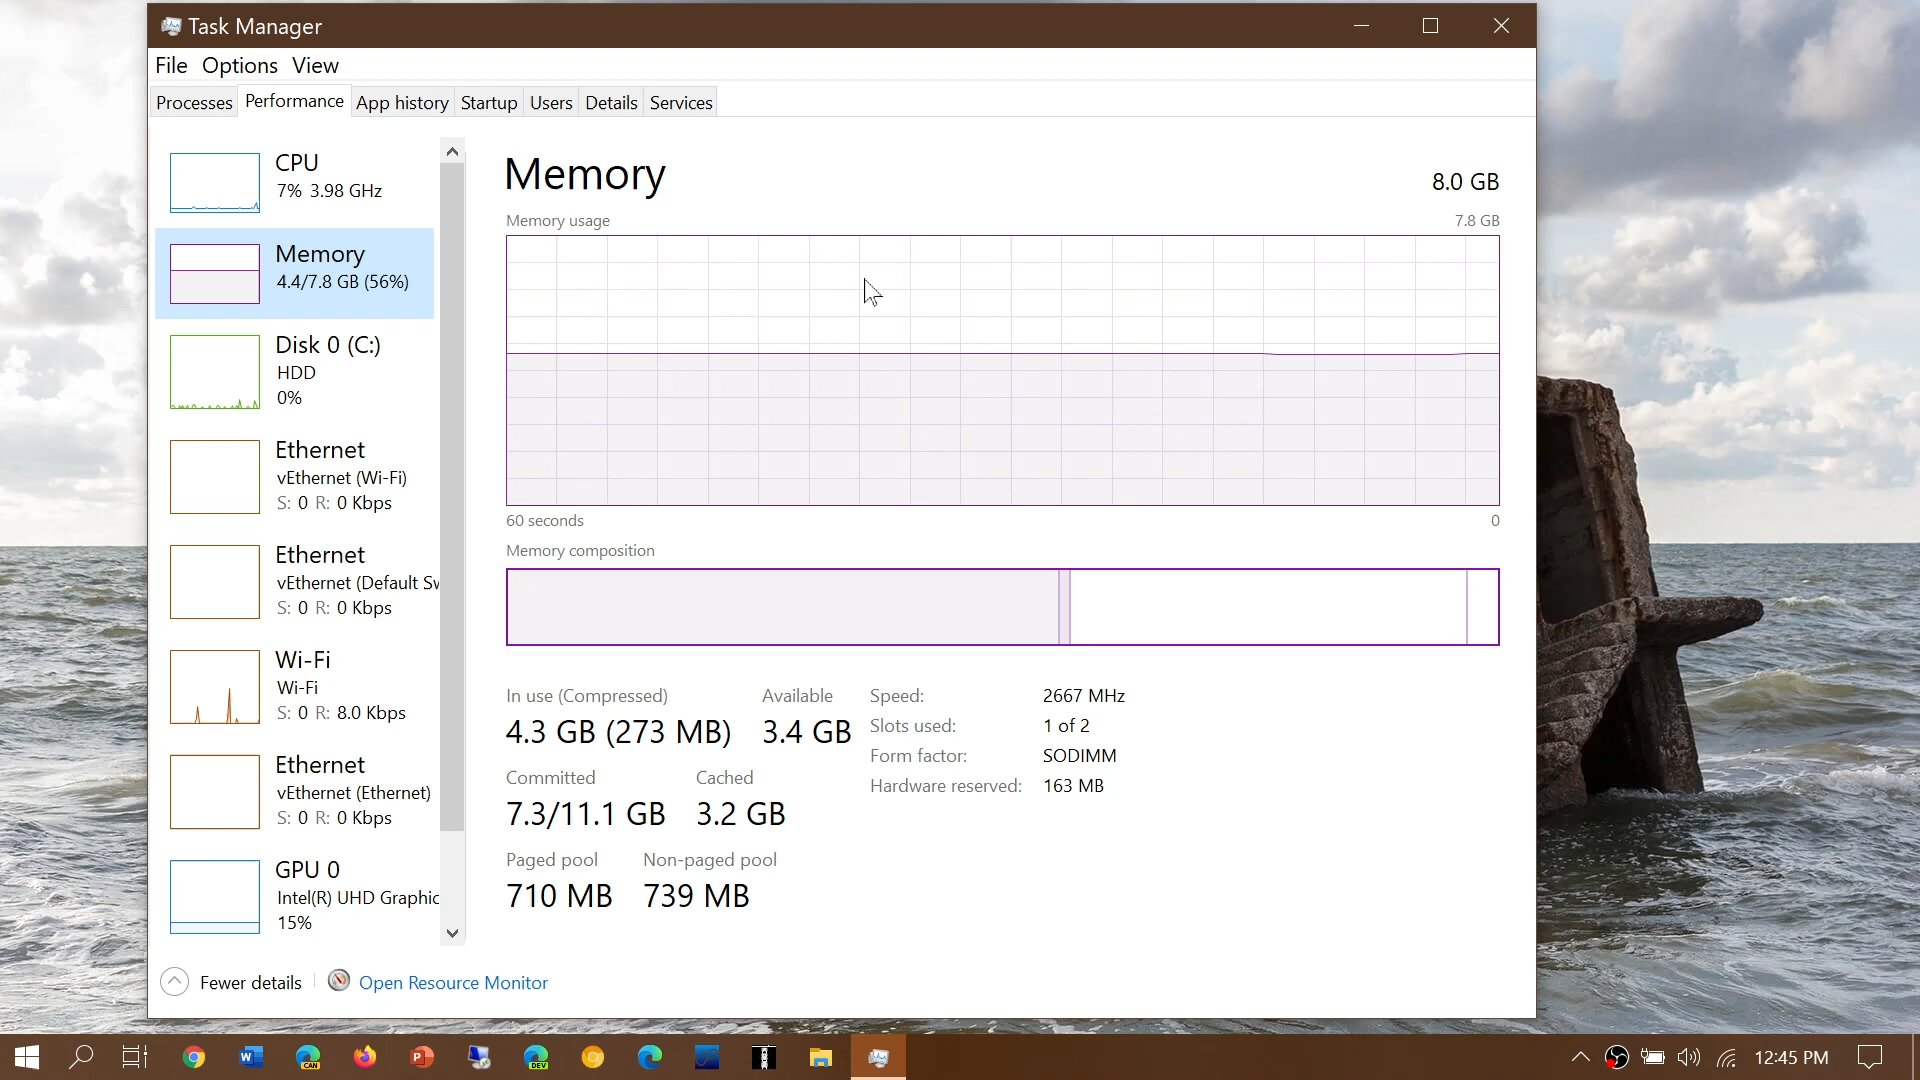 Task Manager
File Options View
Processes Performance App history Startup Users Details Services
CPU
7% 3.98 GHz
Memory
4.4/7.8 GB (56%)
Disk 0 (C:)
HDD
0%
Ethernet
vEthernet (Wi-Fi)
S: 0 R: 0 Kbps
Ethernet
vEthernet (Default Sw
S: 0 R: 0 Kbps
Wi-Fi
Wi-Fi
S: 0 R: 8.0 Kbps
Ethernet
vEthernet (Ethernet)
S: 0 R: 0 Kbps
GPU 0
Intel(R) UHD Graphic
15%
Memory 8.0 GB
Memory usage 7.8 GB
60 seconds 0
Memory composition
In use (Compressed) Available
4.3 GB (273 MB) 3.4 GB
Committed Cached
7.3/11.1 GB 3.2 GB
Paged pool Non-paged pool
710 MB 739 MB
Speed: 2667 MHz
Slots used: 1 of 2
Form factor: SODIMM
Hardware reserved: 163 MB
Fewer details Open Resource Monitor
W CAN P DEV 12:45 PM